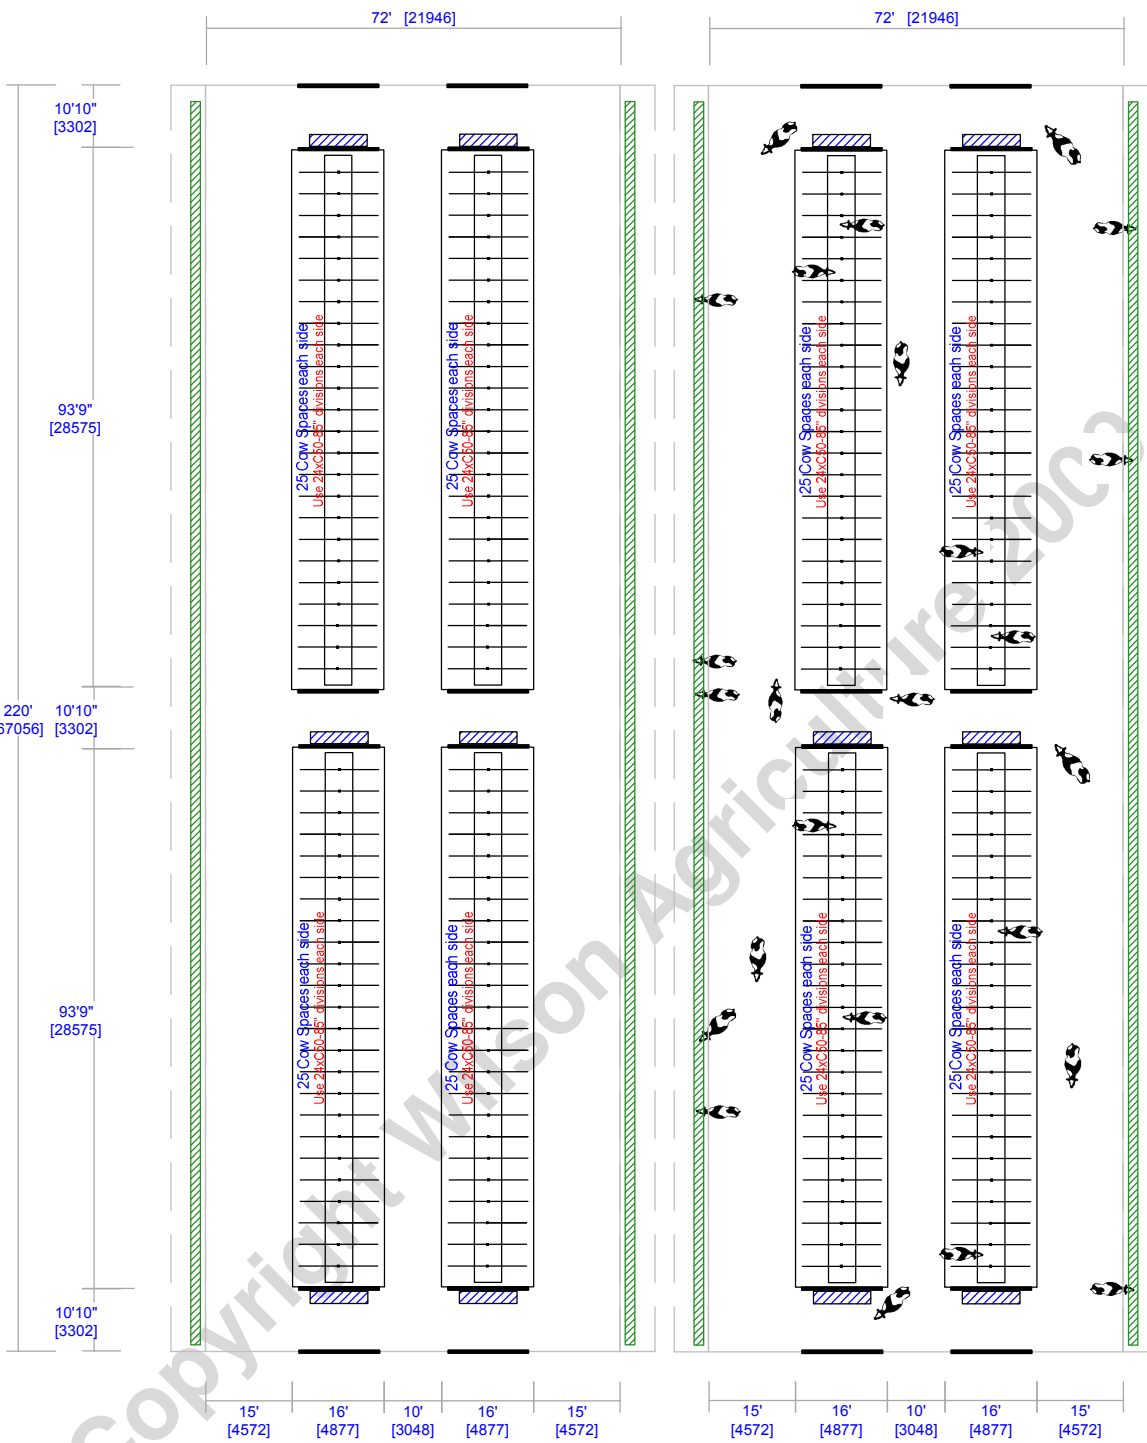 72' [21946]
72' [21946]
10'10"
[3302]
93'9"
[28575]
220'
67056]
10'10"
[3302]
93'9"
[28575]
10'10"
[3302]
25 Cow Spaces each side
Use 24xC50-85" divisions each side
25 Cow Spaces each side
Use 24xC50-85" divisions each side
25 Cow Spaces each side
Use 24xC50-85" divisions each side
25 Cow Spaces each side
Use 24xC50-85" divisions each side
25 Cow Spaces each side
Use 24xC50-85" divisions each side
25 Cow Spaces each side
Use 24xC50-85" divisions each side
25 Cow Spaces each side
Use 24xC50-85" divisions each side
25 Cow Spaces each side
Use 24xC50-85" divisions each side
15'
[4572]
16'
[4877]
10'
[3048]
16'
[4877]
15'
[4572]
15'
[4572]
16'
[4877]
10'
[3048]
16'
[4877]
15'
[4572]
Copyright Wilson Agriculture